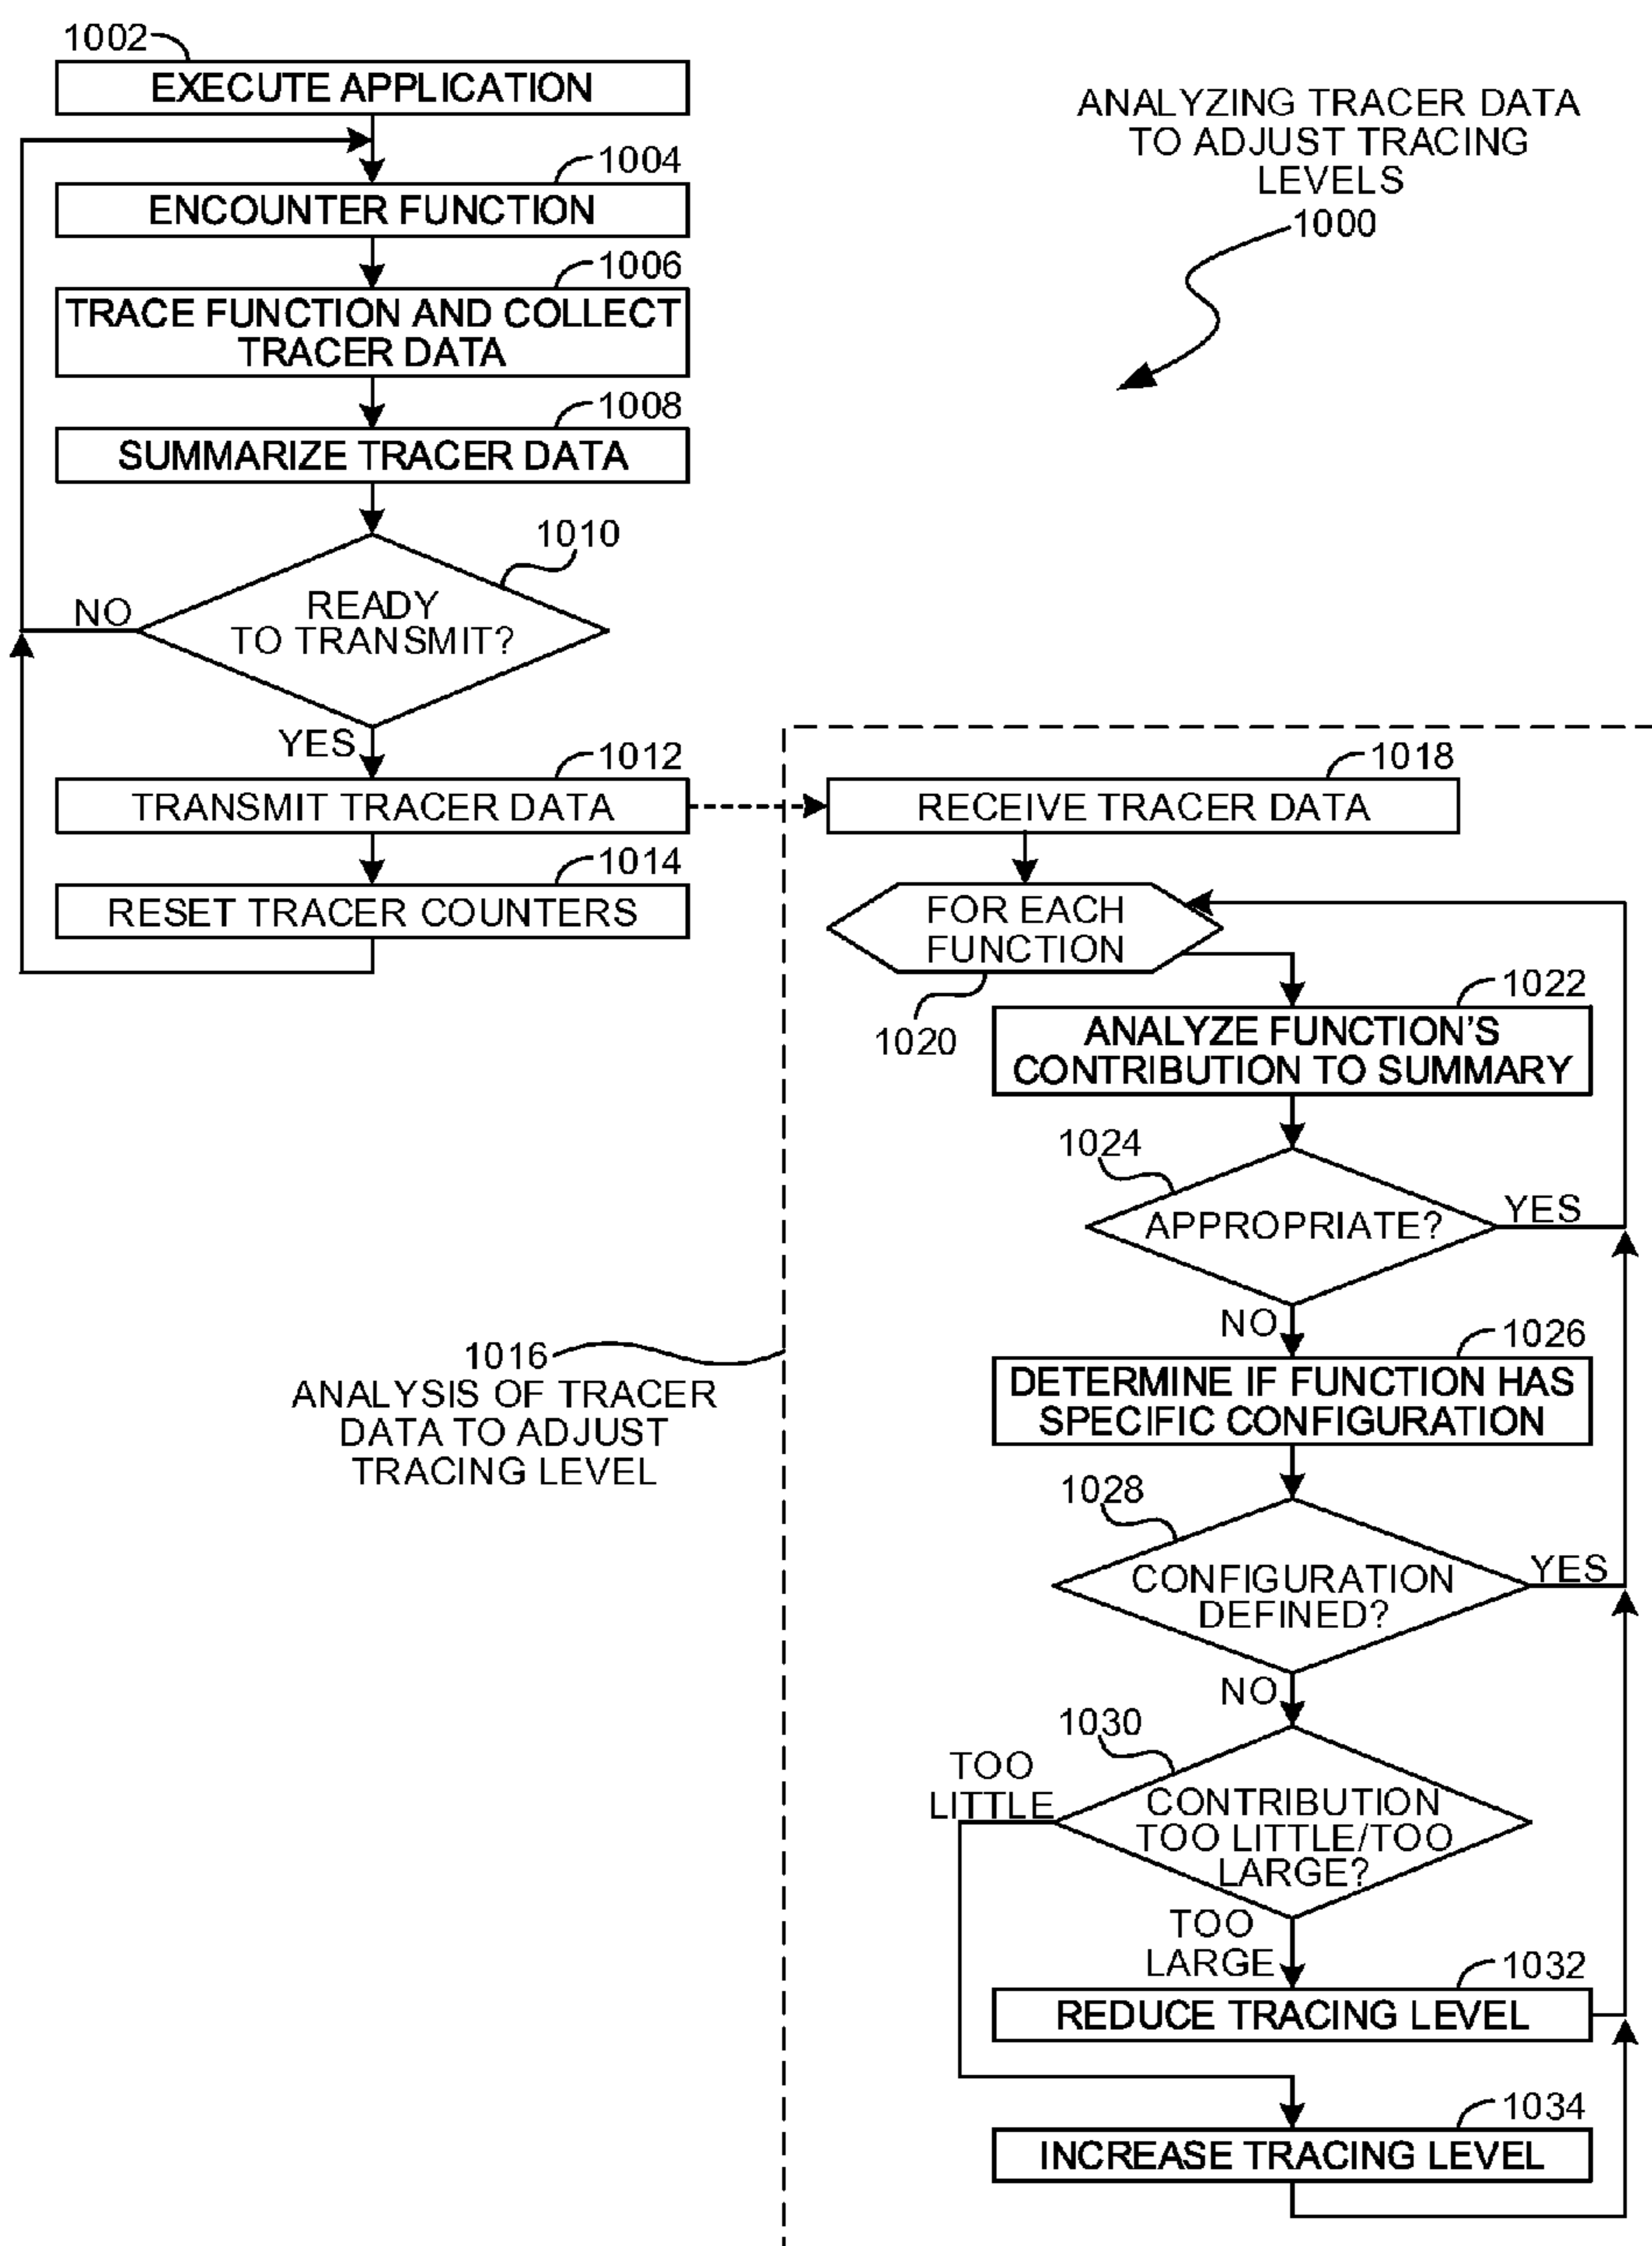 1002
EXECUTE APPLICATION
ANALYZING TRACER DATA
TO ADJUST TRACING
LEVELS
1000
1004
ENCOUNTER FUNCTION
1006
TRACE FUNCTION AND COLLECT
TRACER DATA
1008
SUMMARIZE TRACER DATA
1010
READY
TO TRANSMIT?
NO
YES
1012
TRANSMIT TRACER DATA
1014
RESET TRACER COUNTERS
1016
ANALYSIS OF TRACER
DATA TO ADJUST
TRACING LEVEL
1018
RECEIVE TRACER DATA
FOR EACH
FUNCTION
1020
1022
ANALYZE FUNCTION'S
CONTRIBUTION TO SUMMARY
1024
APPROPRIATE?
YES
NO
1026
DETERMINE IF FUNCTION HAS
SPECIFIC CONFIGURATION
1028
CONFIGURATION
DEFINED?
YES
NO
1030
TOO
LITTLE
CONTRIBUTION
TOO LITTLE/TOO
LARGE?
TOO
LARGE
1032
REDUCE TRACING LEVEL
1034
INCREASE TRACING LEVEL